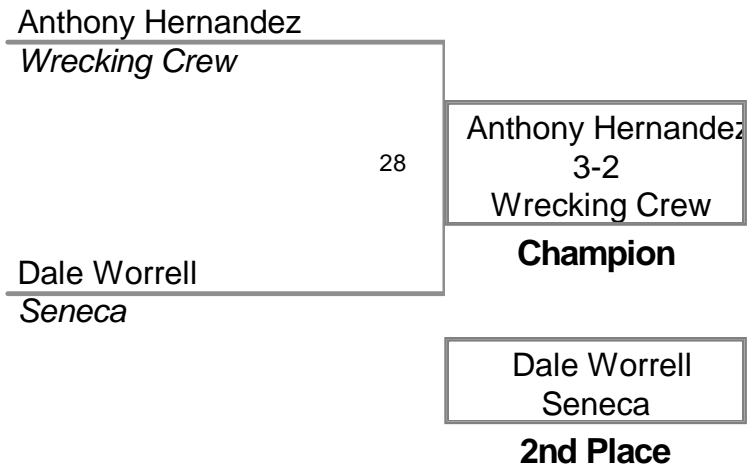 Anthony Hernandez
Wrecking Crew
28
Anthony Hernandez
3-2
Wrecking Crew
Champion
Dale Worrell
Seneca
Dale Worrell
Seneca
2nd Place